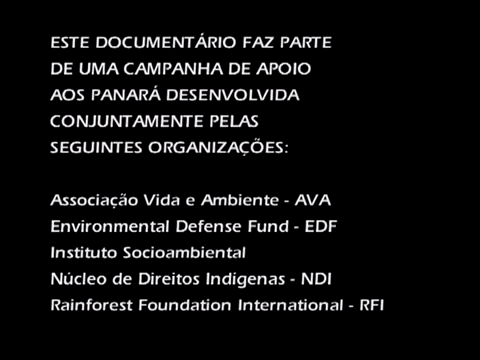 ESTE DOCUMENTÁRIO FAZ PARTE
DE UMA CAMPANHA DE APOIO
AOS PANARÁ DESENVOLVIDA
CONJUNTAMENTE PELAS
SEGUINTES ORGANIZAÇÕES:
Associação Vida e Ambiente - AVA
Environmental Defense Fund - EDF
Instituto Socioambiental
Núcleo de Direitos Indígenas - NDI
Rainforest Foundation International - RFI